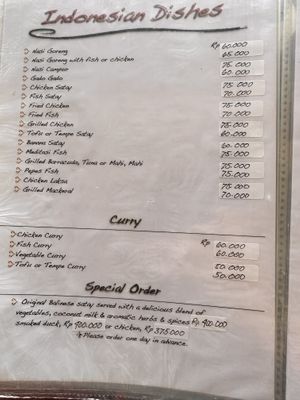 Indonesian Dishes
Nasi Goreng Rp 60.000
Nasi Goreng with fish or chicken 65.000
Nasi Campur 75.000
Gado Gado 60.000
Chicken Satay 75.000
Fish Satay 70.000
Fried Chicken 75.000
Fried Fish 70.000
Grilled Chicken 75.000
Tofu or Tempe Satay 60.000
Banana Satay 60.000
Meditasi Fish 75.000
Grilled Barracuda, Tuna or Mahi, Mahi 75.000
Pepes Fish 75.000
Chicken Laksa 75.000
Grilled Mackerel 70.000
Curry
Chicken Curry Rp 60.000
Fish Curry 60.000
Vegetable Curry 50.000
Tofu or Tempe Curry 50.000
Special Order
Original Balinese satay served with a delicious blend of
vegetables, coconut milk & aromatic herbs & spices Rp 400.000
smoked duck, Rp 400.000 or chicken, Rp 375.000
Please order one day in advance.